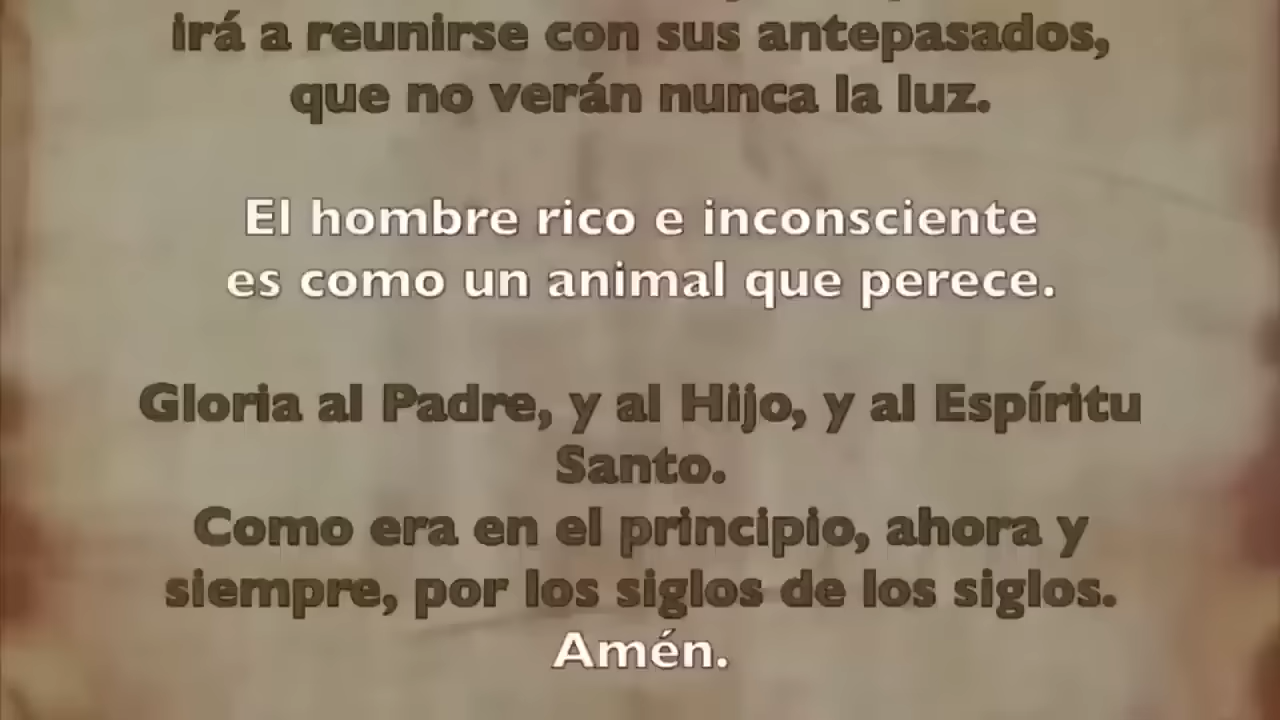 irá a reunirse con sus antepasados,
que no verán nunca la luz.
El hombre rico e inconsciente
es como un animal que perece.
Gloria al Padre, y al Hijo, y al Espíritu
Santo.
Como era en el principio, ahora y
siempre, por los siglos de los siglos.
Amén.